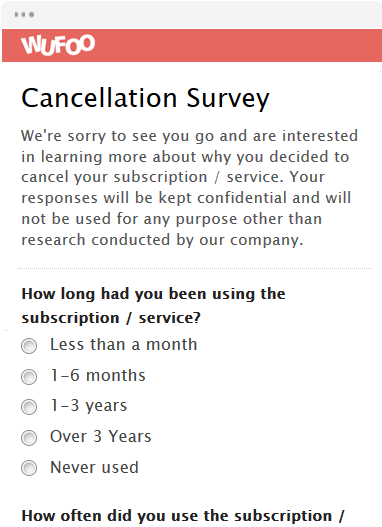 WUFOO
Cancellation Survey
We're sorry to see you go and are interested
in learning more about why you decided to
cancel your subscription / service. Your
responses will be kept confidential and will
not be used for any purpose other than
research conducted by our company.
How long had you been using the
subscription / service?
Less than a month
1-6 months
1-3 years
Over 3 Years
Never used
How often did you use the subscription /